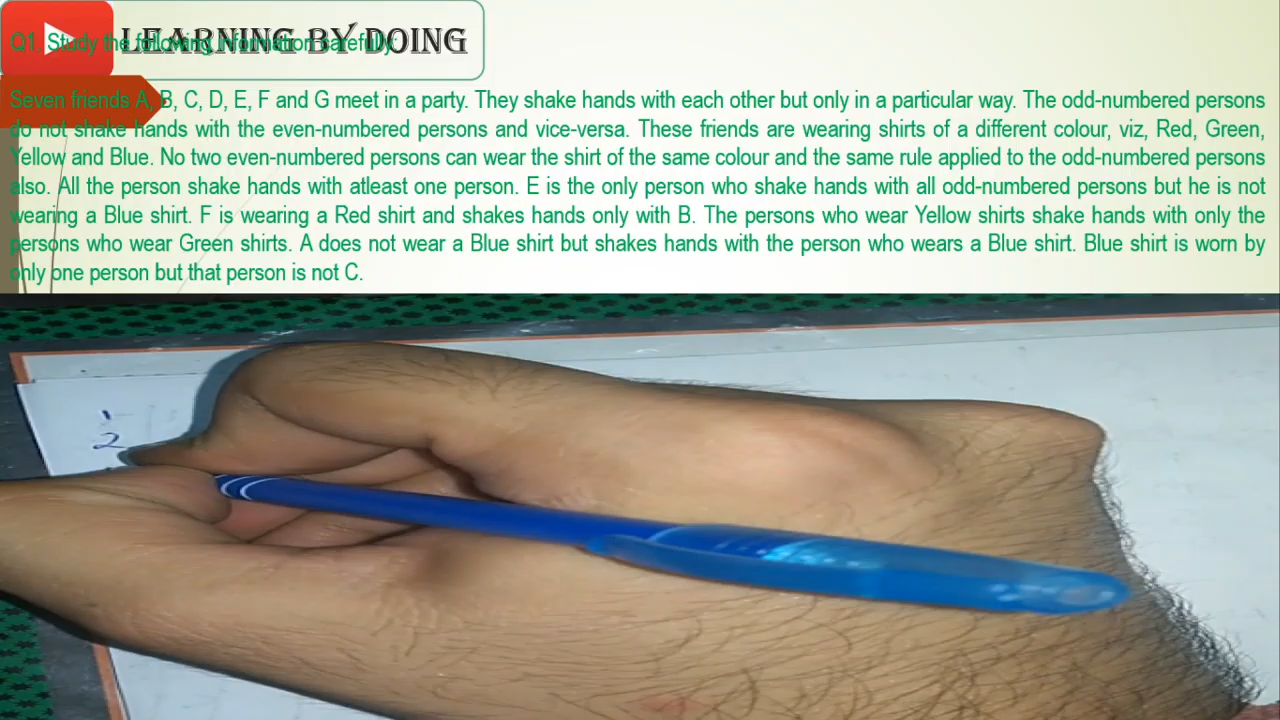 LEARNING BY DOING
Q1. Study the following information carefully:
Seven friends A, B, C, D, E, F and G meet in a party. They shake hands with each other but only in a particular way. The odd-numbered persons
do not shake hands with the even-numbered persons and vice-versa. These friends are wearing shirts of a different colour, viz, Red, Green,
Yellow and Blue. No two even-numbered persons can wear the shirt of the same colour and the same rule applied to the odd-numbered persons
also. All the person shake hands with atleast one person. E is the only person who shake hands with all odd-numbered persons but he is not
wearing a Blue shirt. F is wearing a Red shirt and shakes hands only with B. The persons who wear Yellow shirts shake hands with only the
persons who wear Green shirts. A does not wear a Blue shirt but shakes hands with the person who wears a Blue shirt. Blue shirt is worn by
only one person but that person is not C.
1
2